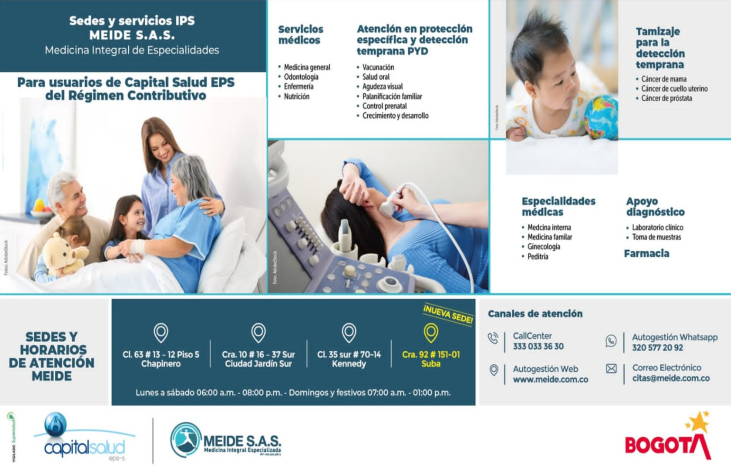 Sedes y servicios IPS
MEIDE S.A.S.
Medicina Integral de Especialidades
Para usuarios de Capital Salud EPS
del Régimen Contributivo
Servicios
médicos
• Medicina general
• Odontología
• Enfermería
• Nutrición
Atención en protección
específica y detección
temprana PYD
• Vacunación
• Salud oral
• Agudeza visual
• Palanificación familiar
• Control prenatal
• Crecimiento y desarrollo
Tamizaje
para la
detección
temprana
• Cáncer de mama
• Cáncer de cuello uterino
• Cáncer de próstata
Especialidades
médicas
• Medcina interna
• Medicina familar
• Ginecología
• Peditría
Apoyo
diagnóstico
• Laboratorio clínico
• Toma de muestras
Farmacia
SEDES Y
HORARIOS
DE ATENCIÓN
MEIDE
Cl. 63 # 13 - 12 Piso 5
Chapinero
Cra. 10 # 16 - 37 Sur
Ciudad Jardín Sur
Cl. 35 sur # 70-14
Kennedy
¡NUEVA SEDE!
Cra. 92 # 151-01
Suba
Lunes a sábado 06:00 a.m. - 08:00 p.m. - Domingos y festivos 07:00 a.m. - 01:00 p.m.
Canales de atención
CallCenter
333 033 36 30
Autogestión Whatsapp
320 577 20 92
Autogestión Web
www.meide.com.co
Correo Electrónico
citas@meide.com.co
capitalsalud
eps-s
MEIDE S.A.S.
Medicina Integral Especializada
BOGOTÁ